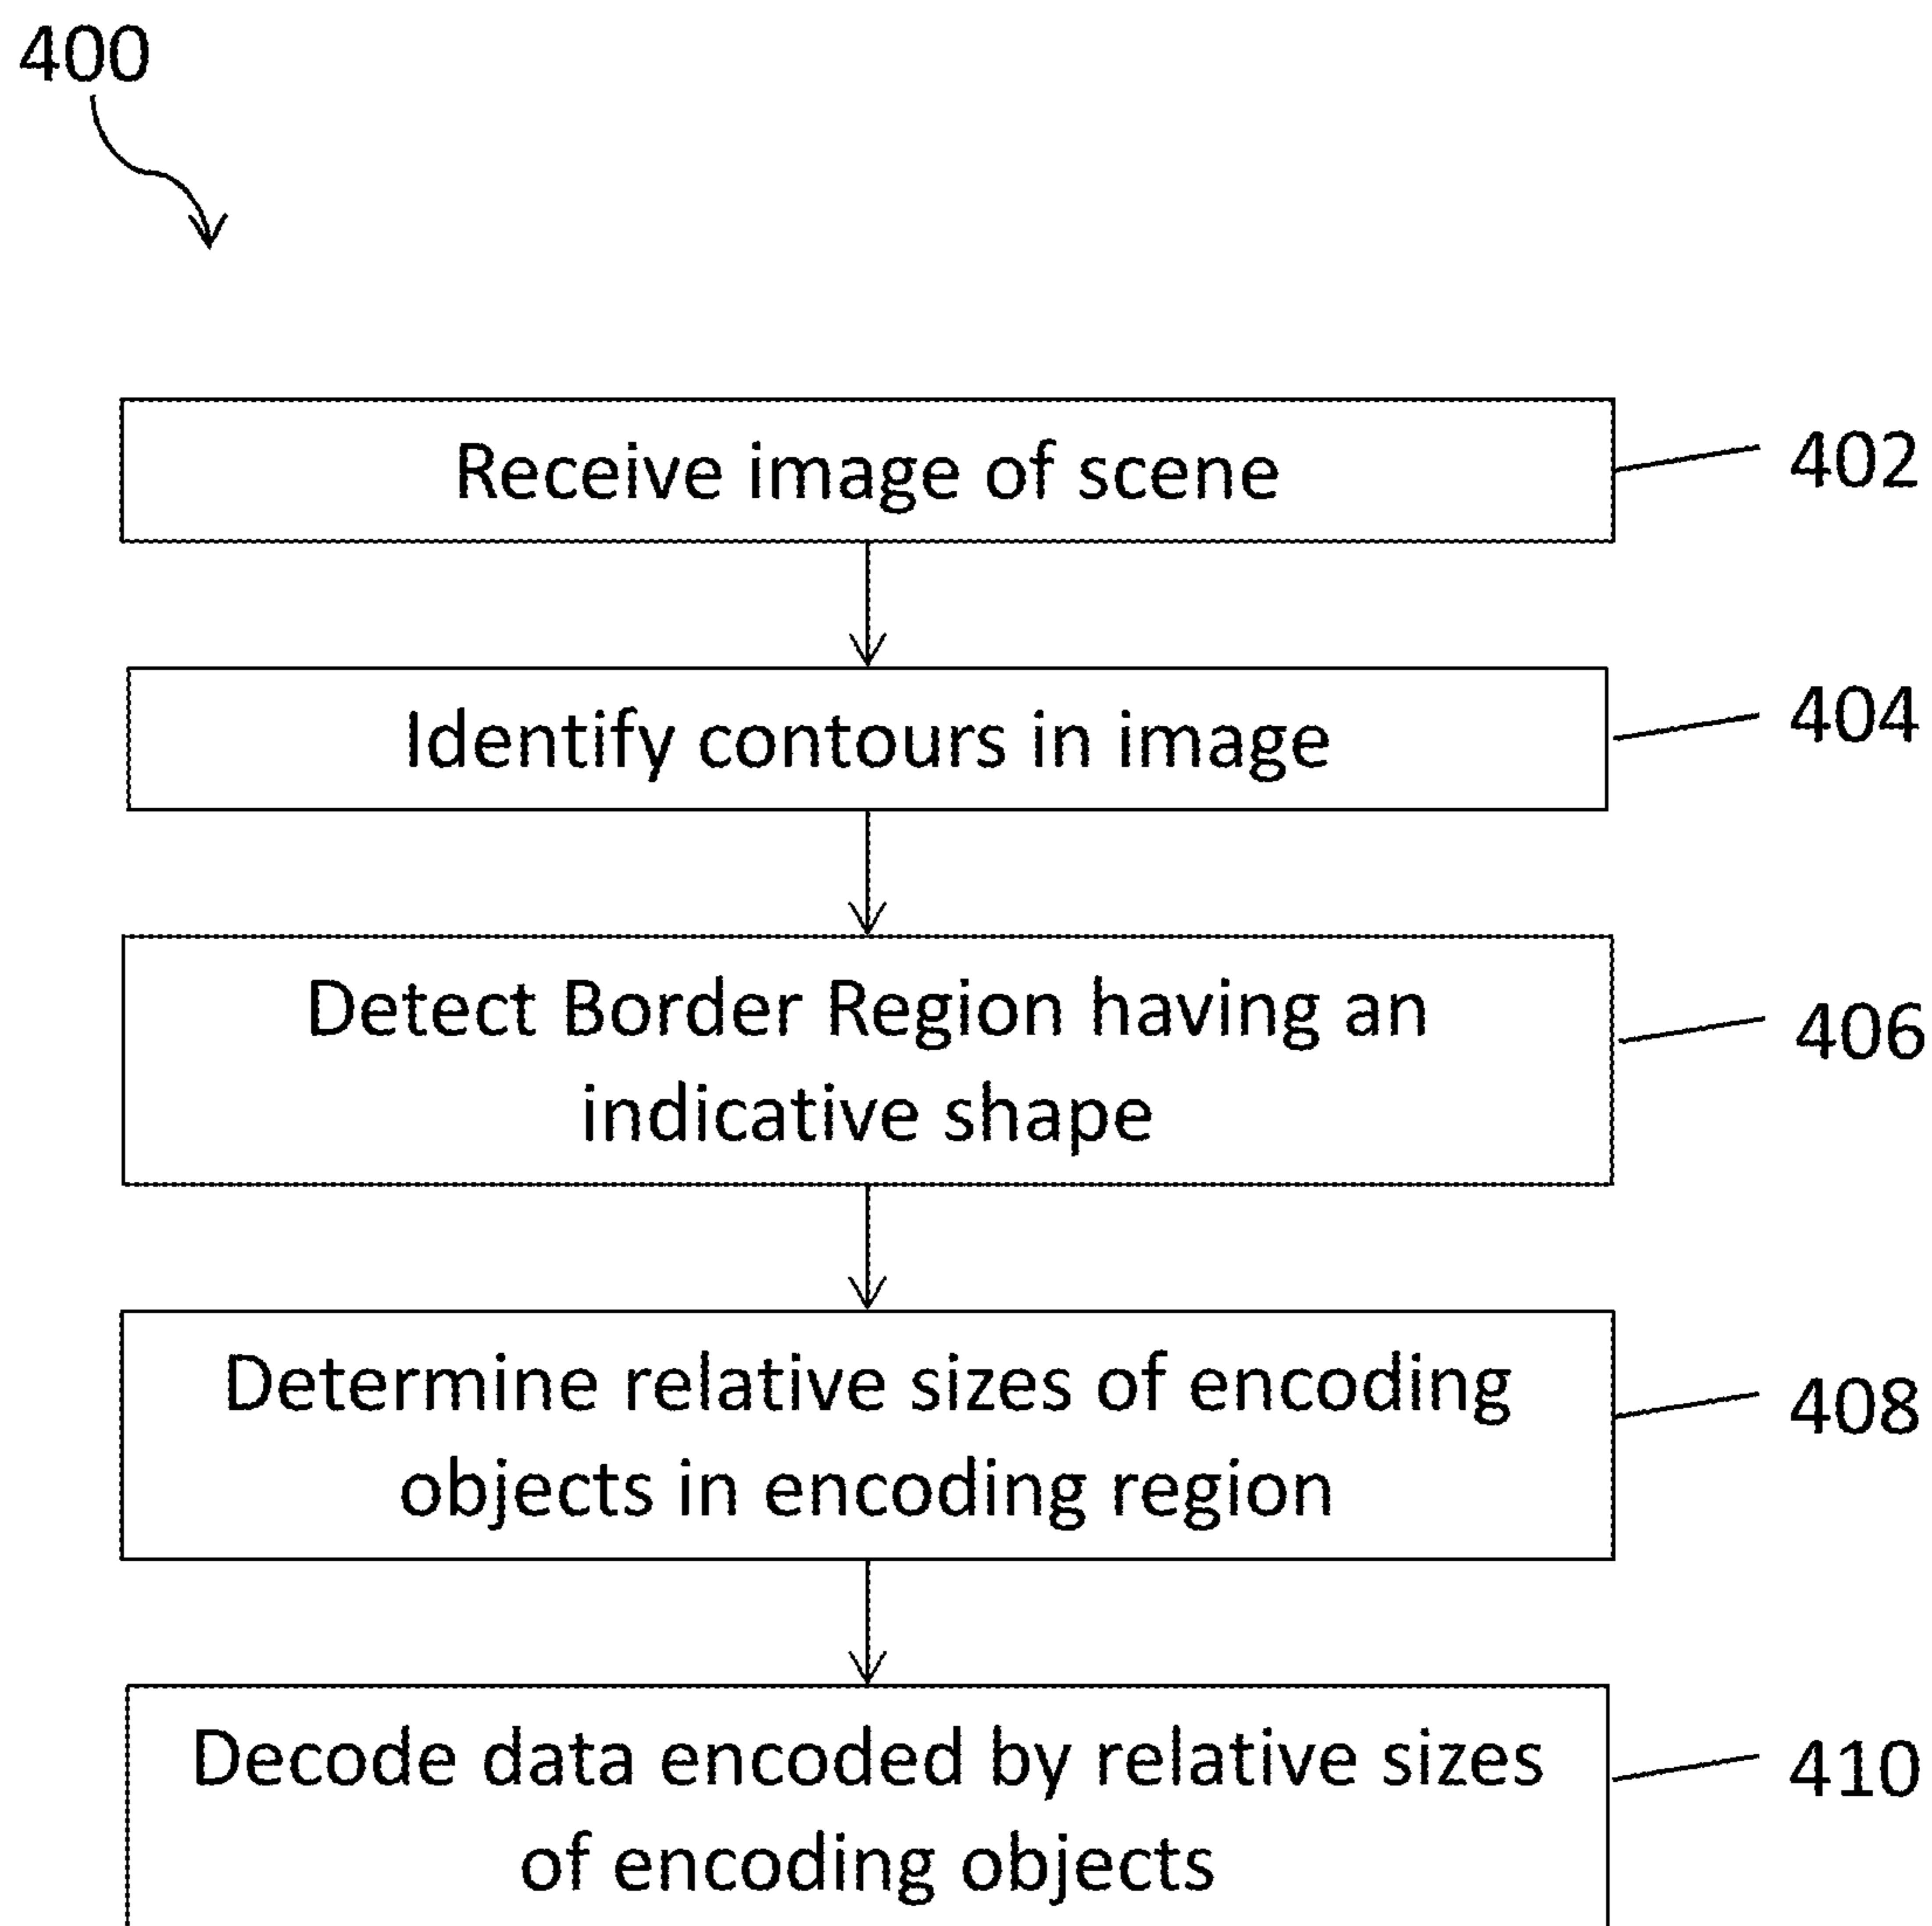 400
Receive image of scene
402
Identify contours in image
404
Detect Border Region having an
indicative shape
406
Determine relative sizes of encoding
objects in encoding region
408
Decode data encoded by relative sizes
of encoding objects
410